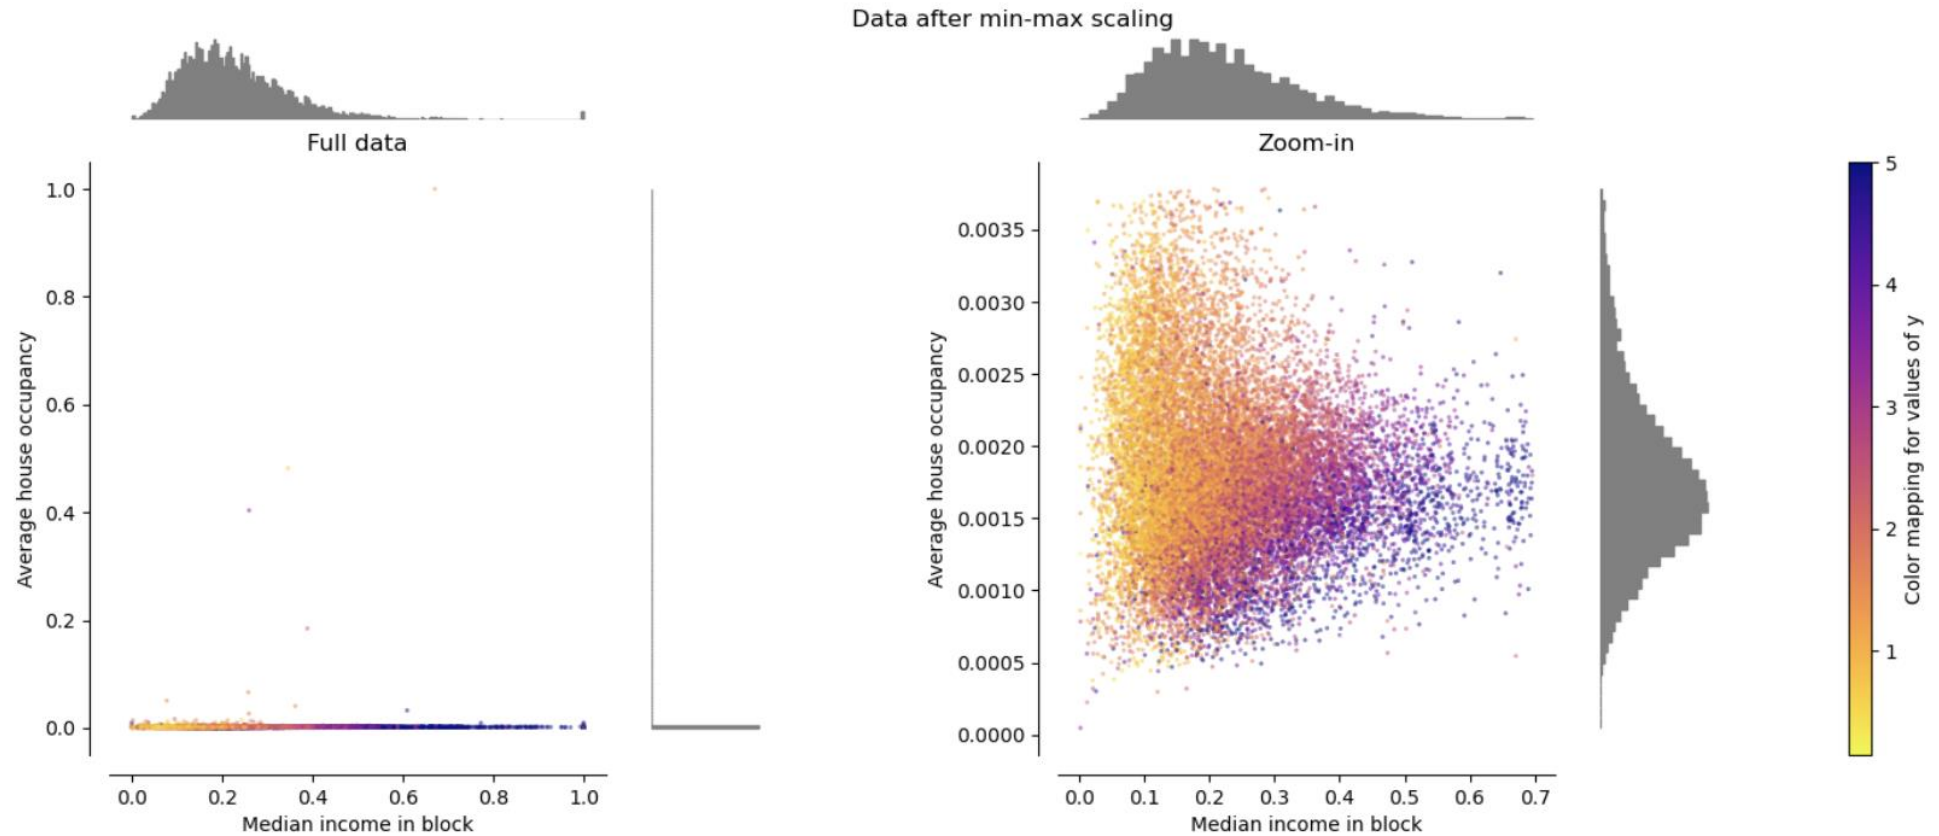 Data after min-max scaling
Full data
1.0
0.8
0.6
0.4
0.2
0.0
Average house occupancy
0.0 0.2 0.4 0.6 0.8 1.0
Median income in block
Zoom-in
0.0035
0.0030
0.0025
0.0020
0.0015
0.0010
0.0005
0.0000
Average house occupancy
0.0 0.1 0.2 0.3 0.4 0.5 0.6 0.7
Median income in block
5
4
3
2
1
Color mapping for values of y